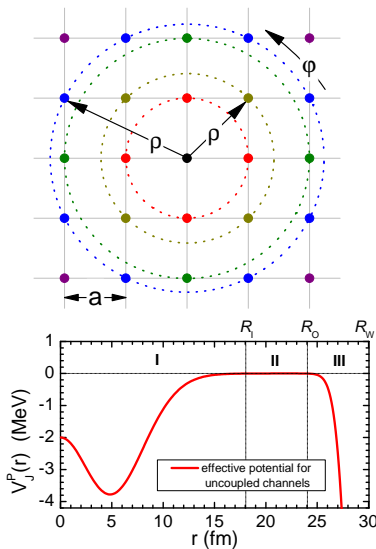 φ
ρ
ρ
a
R_I R_O R_W
I II III
1
0
-1
-2
-3
-4
V_J^P(r) (MeV)
effective potential for
uncoupled channels
0 5 10 15 20 25 30
r (fm)